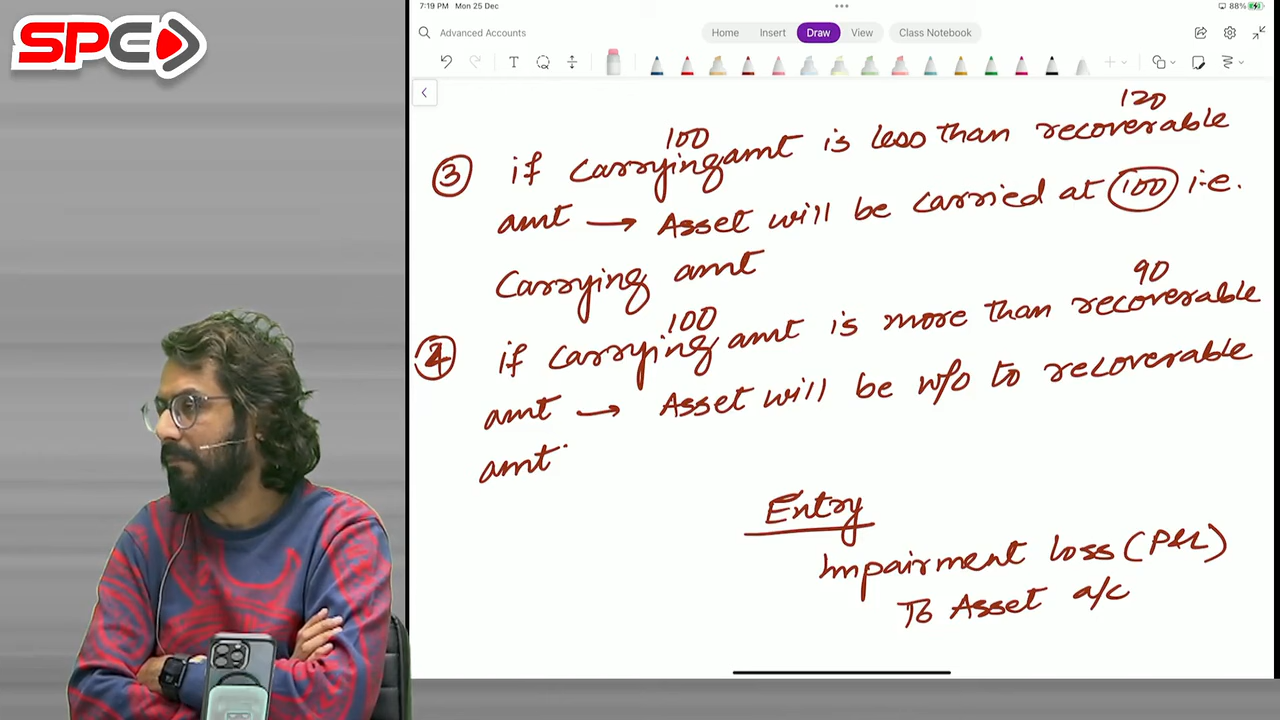 SPC
7:19 PM Mon 25 Dec
88%
Advanced Accounts
Home Insert Draw View Class Notebook
120
100
③ if carrying amt is less than recoverable
amt → Asset will be carried at 100 i.e.
Carrying amt
90
100
④ if carrying amt is more than recoverable
amt → Asset will be w/o to recoverable
amt
Entry
Impairment loss (P&L)
To Asset a/c